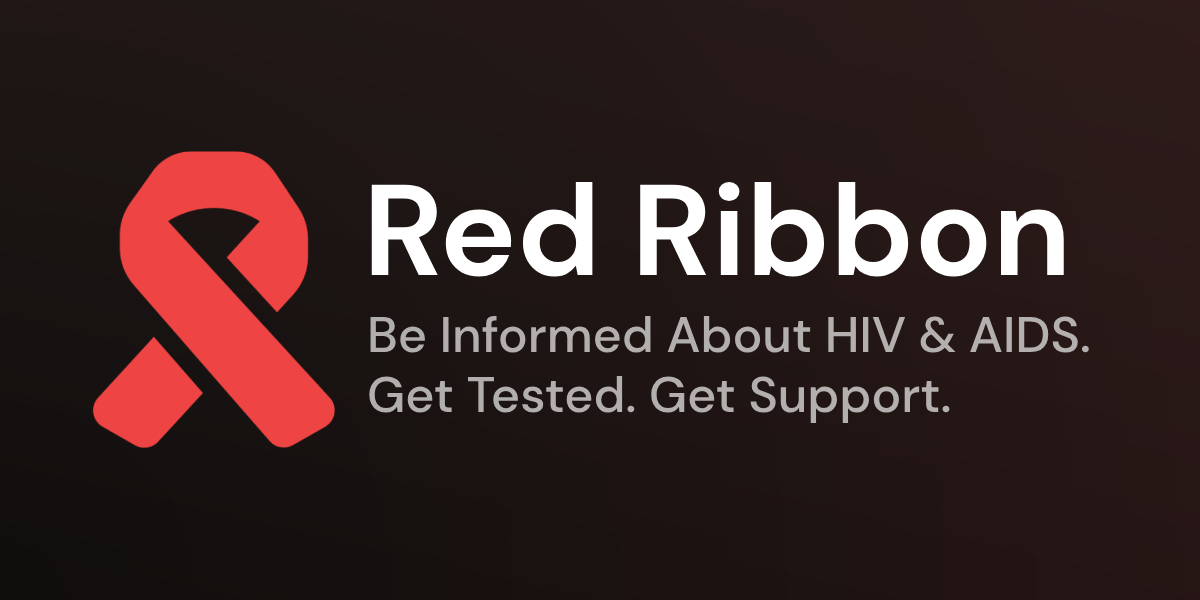 Red Ribbon
Be Informed About HIV & AIDS.
Get Tested. Get Support.